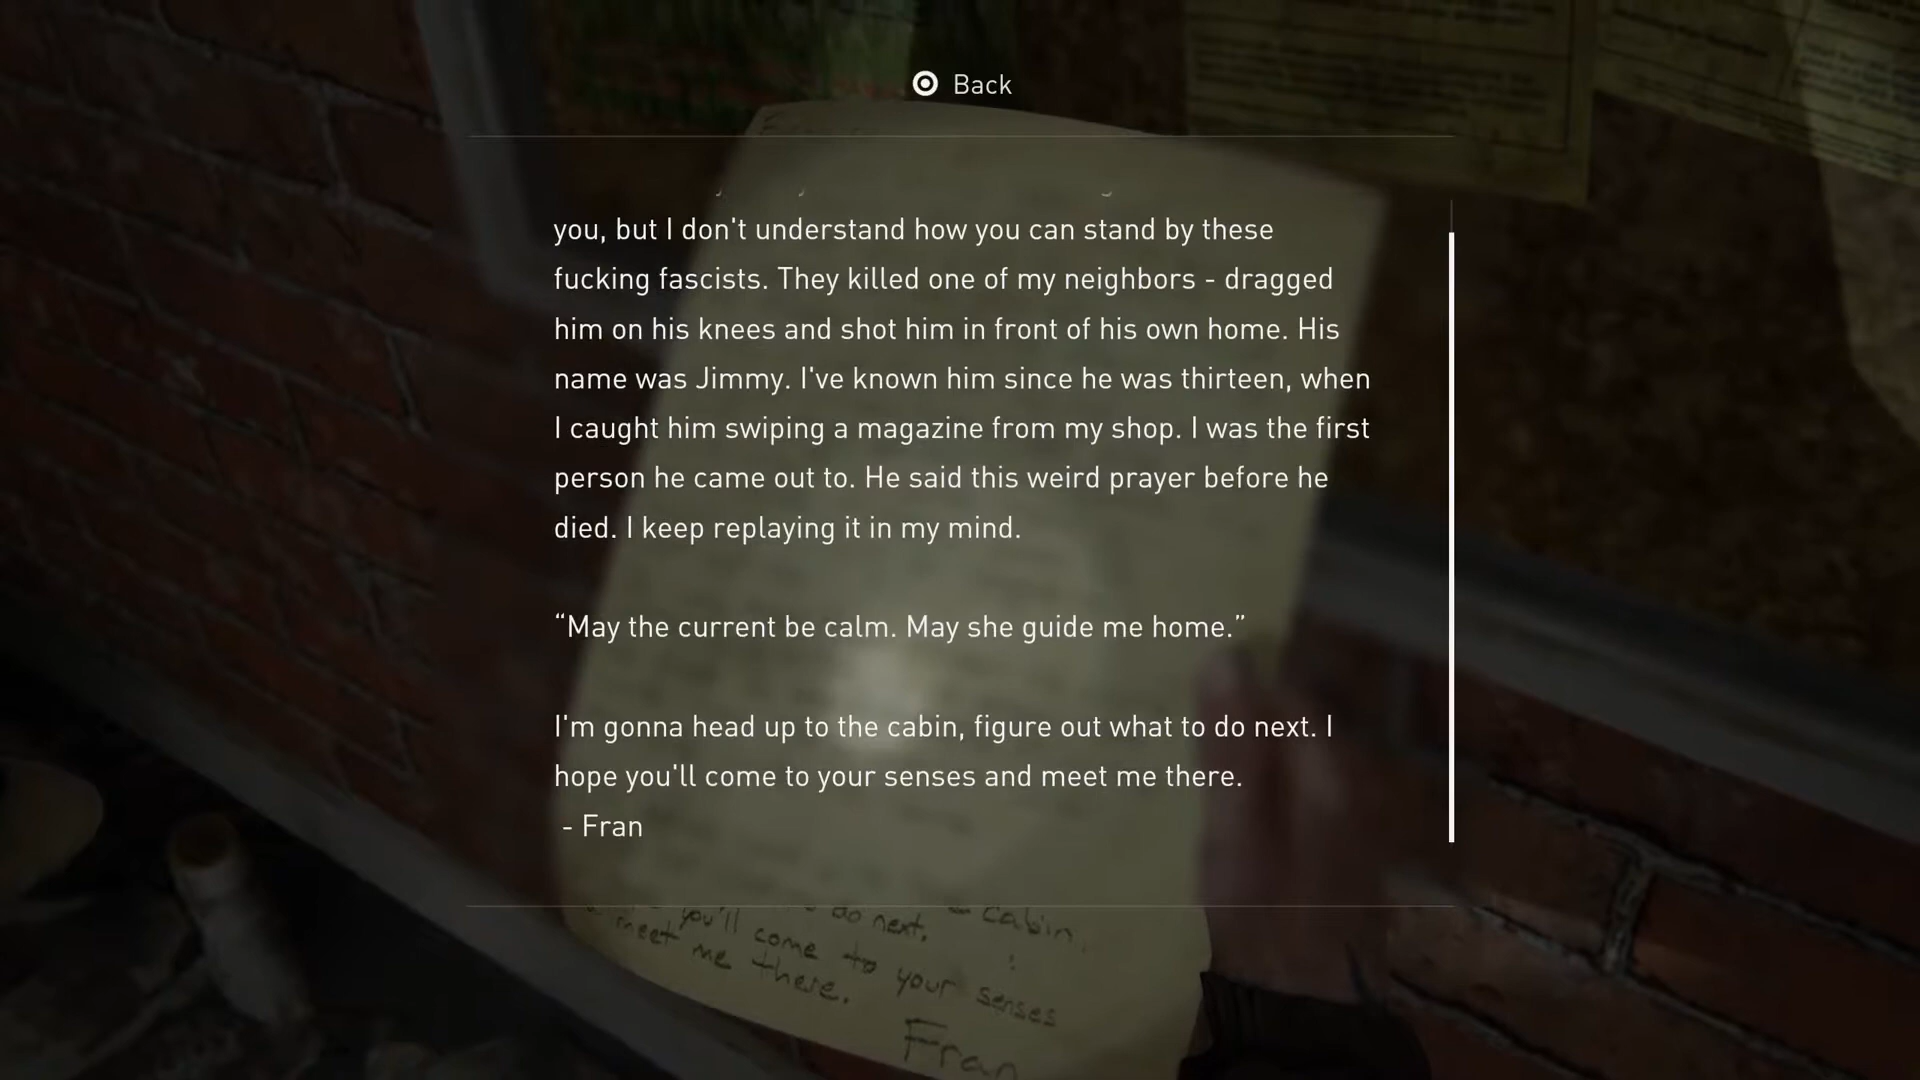 Back
you, but I don't understand how you can stand by these
fucking fascists. They killed one of my neighbors - dragged
him on his knees and shot him in front of his own home. His
name was Jimmy. I've known him since he was thirteen, when
I caught him swiping a magazine from my shop. I was the first
person he came out to. He said this weird prayer before he
died. I keep replaying it in my mind.
“May the current be calm. May she guide me home.”
I'm gonna head up to the cabin, figure out what to do next. I
hope you'll come to your senses and meet me there.
- Fran
cabin,
do next.
you'll come to your senses
meet me there.
Fran